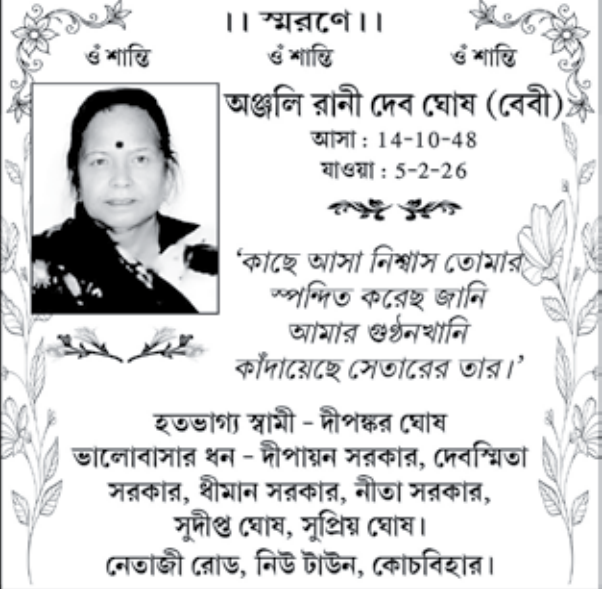 ।। স্মরণে।।
ওঁ শান্তি ওঁ শান্তি ওঁ শান্তি
অঞ্জলি রানী দেব ঘোষ (বেবী)
আসা : 14-10-48
যাওয়া : 5-2-26
‘কাছে আসা নিশ্বাস তোমার
স্পন্দিত করেছ জানি
আমার গুণ্ঠনখানি
কাঁদায়েছে সেতারের তার।’
হতভাগ্য স্বামী - দীপঙ্কর ঘোষ
ভালোবাসার ধন - দীপায়ন সরকার, দেবস্মিতা
সরকার, ধীমান সরকার, নীতা সরকার,
সুদীপ্ত ঘোষ, সুপ্রিয় ঘোষ।
নেতাজী রোড, নিউ টাউন, কোচবিহার।